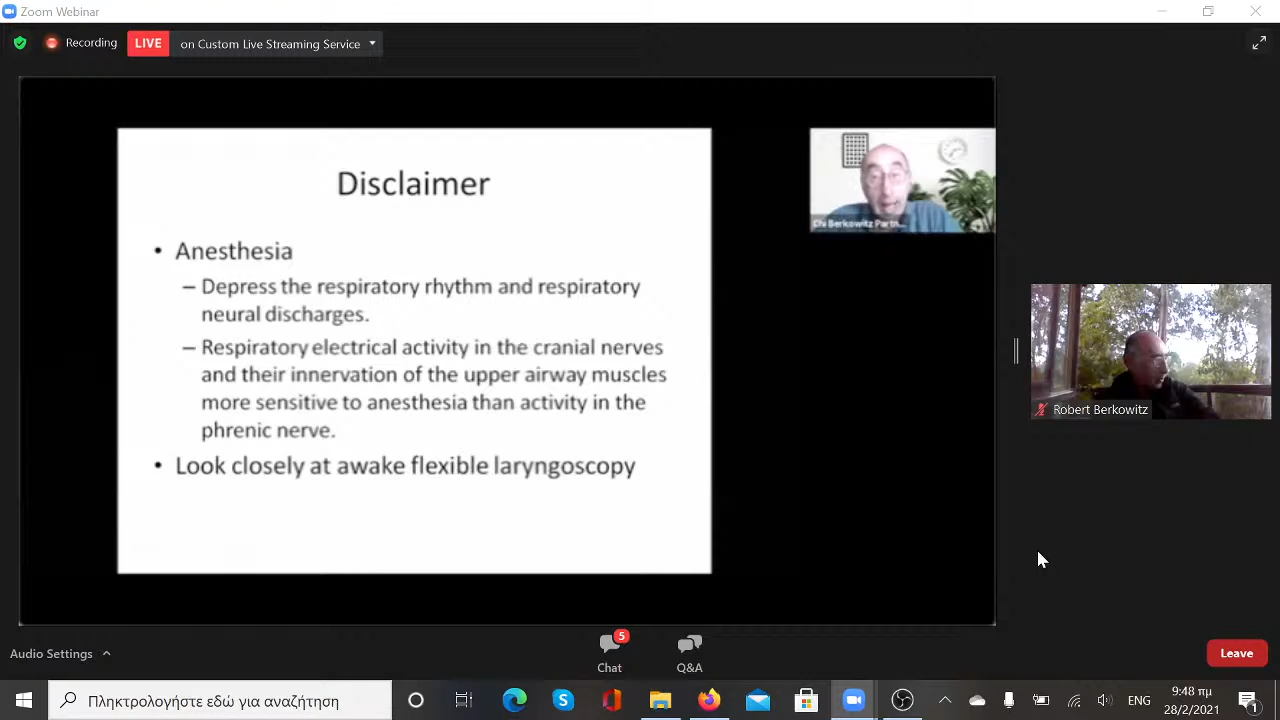 Zoom Webinar
Recording
LIVE
on Custom Live Streaming Service
Disclaimer
• Anesthesia
– Depress the respiratory rhythm and respiratory
neural discharges.
– Respiratory electrical activity in the cranial nerves
and their innervation of the upper airway muscles
more sensitive to anesthesia than activity in the
phrenic nerve.
• Look closely at awake flexible laryngoscopy
Berkowitz
Robert Berkowitz
Audio Settings
5
Chat
Q&A
Leave
Πληκτρολογήστε εδώ για αναζήτηση
ENG
9:48 πμ
28/2/2021
1